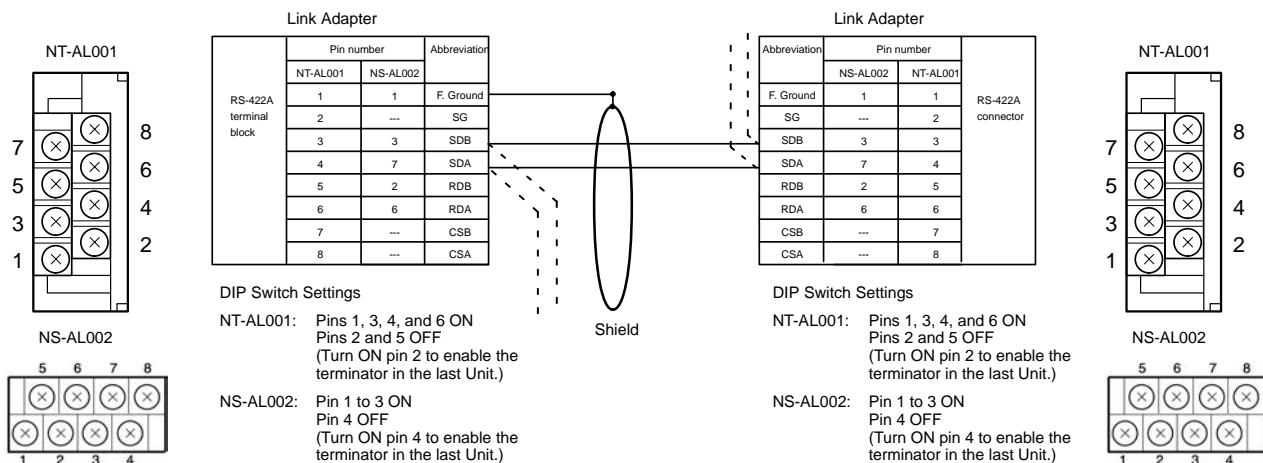 Link Adapter
Link Adapter
NT-AL001
8
7
6
5
4
3
2
1
NS-AL002
5 6 7 8
1 2 3 4
Pin number Abbreviation
NT-AL001 NS-AL002
RS-422A
terminal
block
1 1 F. Ground
2 --- SG
3 3 SDB
4 7 SDA
5 2 RDB
6 6 RDA
7 --- CSB
8 --- CSA
DIP Switch Settings
NT-AL001: Pins 1, 3, 4, and 6 ON
Pins 2 and 5 OFF
(Turn ON pin 2 to enable the
terminator in the last Unit.)
NS-AL002: Pin 1 to 3 ON
Pin 4 OFF
(Turn ON pin 4 to enable the
terminator in the last Unit.)
Shield
Abbreviation Pin number
NS-AL002 NT-AL001
F. Ground 1 1
SG --- 2
SDB 3 3
SDA 7 4
RDB 2 5
RDA 6 6
CSB --- 7
CSA --- 8
RS-422A
connector
DIP Switch Settings
NT-AL001: Pins 1, 3, 4, and 6 ON
Pins 2 and 5 OFF
(Turn ON pin 2 to enable the
terminator in the last Unit.)
NS-AL002: Pin 1 to 3 ON
Pin 4 OFF
(Turn ON pin 4 to enable the
terminator in the last Unit.)
NT-AL001
8
7
6
5
4
3
2
1
NS-AL002
5 6 7 8
1 2 3 4